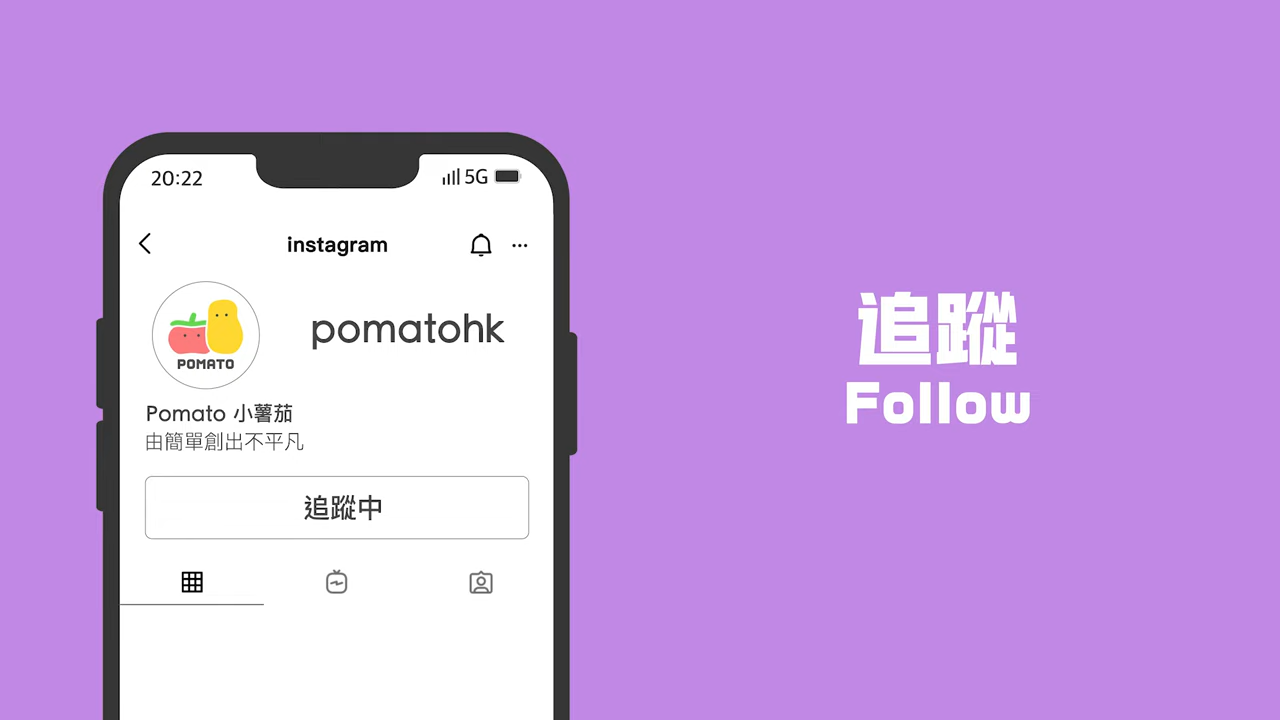 20:22
5G
instagram
POMATO
pomatohk
Pomato 小薯茄
由簡單創出不平凡
追蹤中
追蹤
Follow